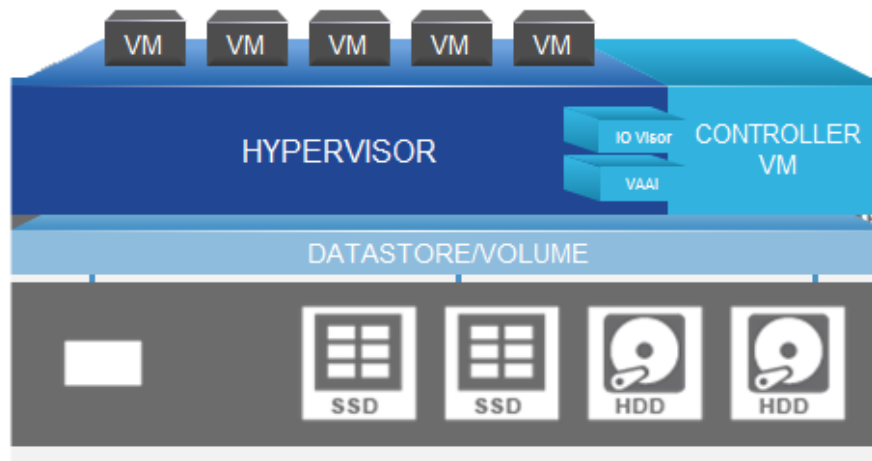 VM VM VM VM VM
HYPERVISOR
IO Visor
VAAI
CONTROLLER
VM
DATASTORE/VOLUME
SSD SSD HDD HDD